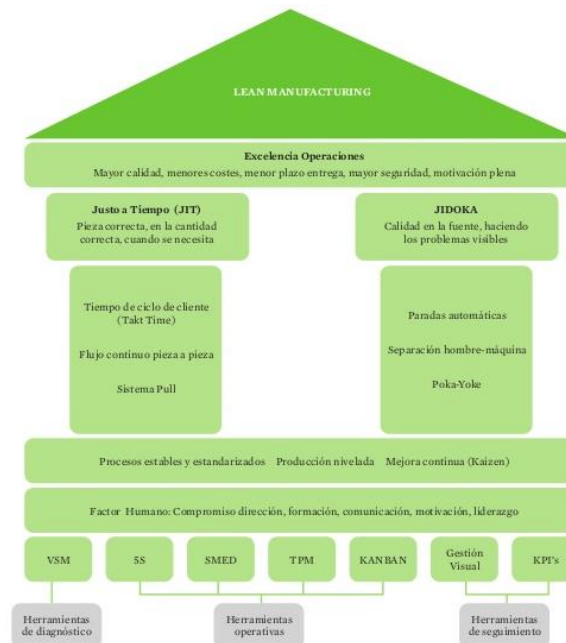 LEAN MANUFACTURING
Excelencia Operaciones
Mayor calidad, menores costes, menor plazo entrega, mayor seguridad, motivación plena
Justo a Tiempo (JIT)
Pieza correcta, en la cantidad
correcta, cuando se necesita
JIDOKA
Calidad en la fuente, haciendo
los problemas visibles
Tiempo de ciclo de cliente
(Takt Time)
Flujo continuo pieza a pieza
Sistema Pull
Paradas automáticas
Separación hombre-máquina
Poka-Yoke
Procesos estables y estandarizados Producción nivelada Mejora continua (Kaizen)
Factor Humano: Compromiso dirección, formación, comunicación, motivación, liderazgo
VSM
5S
SMED
TPM
KANBAN
Gestión
Visual
KPI's
Herramientas
de diagnóstico
Herramientas
operativas
Herramientas
de seguimiento